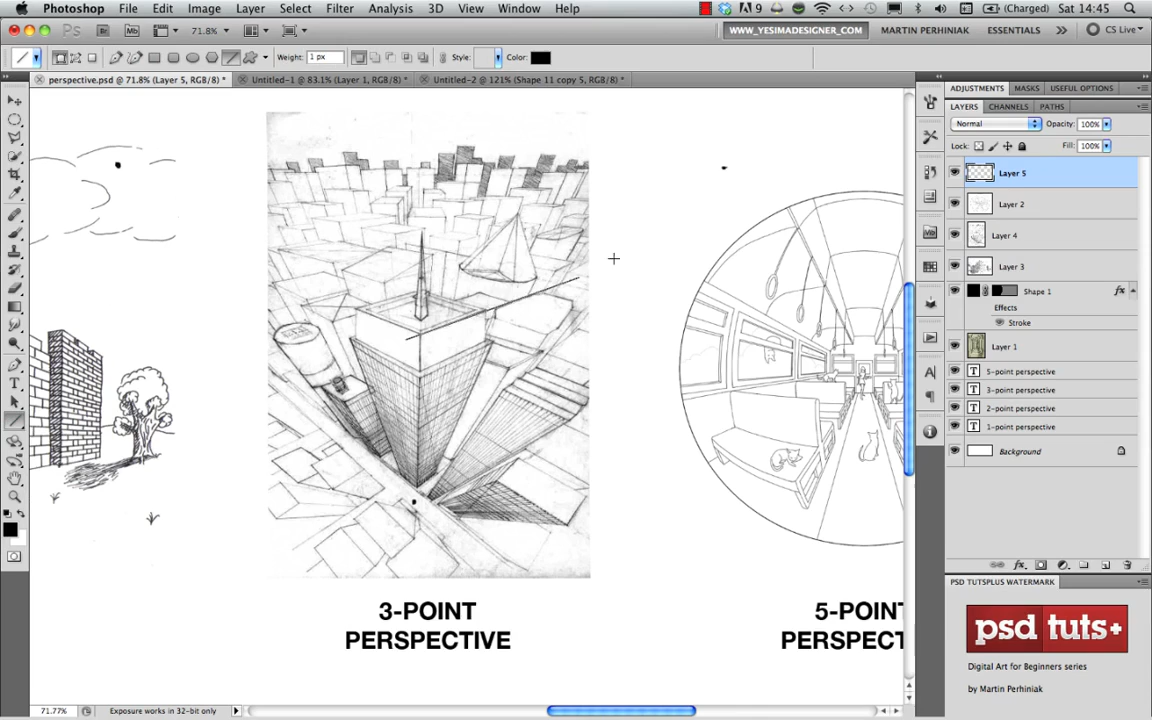 Photoshop File Edit Image Layer Select Filter Analysis 3D View Window Help 9 (Charged) Sat 14:45
Ps Br Mb 71.8% WWW_YESIMADESIGNER_COM MARTIN PERHINIAK ESSENTIALS >> CS Live
Weight: 1 px Style: Color:
perspective.psd @ 71.8% (Layer 5, RGB/8) * Untitled-1 @ 83.1% (Layer 1, RGB/8) * Untitled-2 @ 121% (Shape 11 copy 5, RGB/8) *
ADJUSTMENTS MASKS USEFUL OPTIONS
LAYERS CHANNELS PATHS
Normal Opacity: 100%
Lock: Fill: 100%
Layer 5
Layer 2
Layer 4
Layer 3
Shape 1 fx
Effects
Stroke
Layer 1
T 5-point perspective
T 3-point perspective
T 2-point perspective
T 1-point perspective
Background
PSD TUTSPLUS WATERMARK
psd tuts+
Digital Art for Beginners series
by Martin Perhiniak
3-POINT
PERSPECTIVE
5-POINT
PERSPECT
71.77% Exposure works in 32-bit only